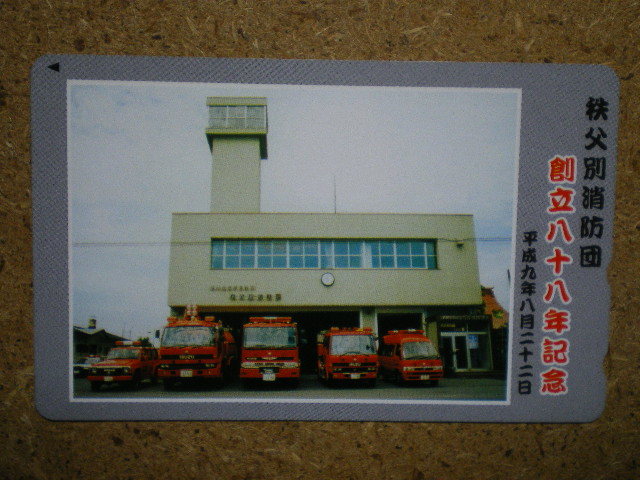 秩父別消防団
創立八十八年記念
平成九年八月二十二日
ISUZU